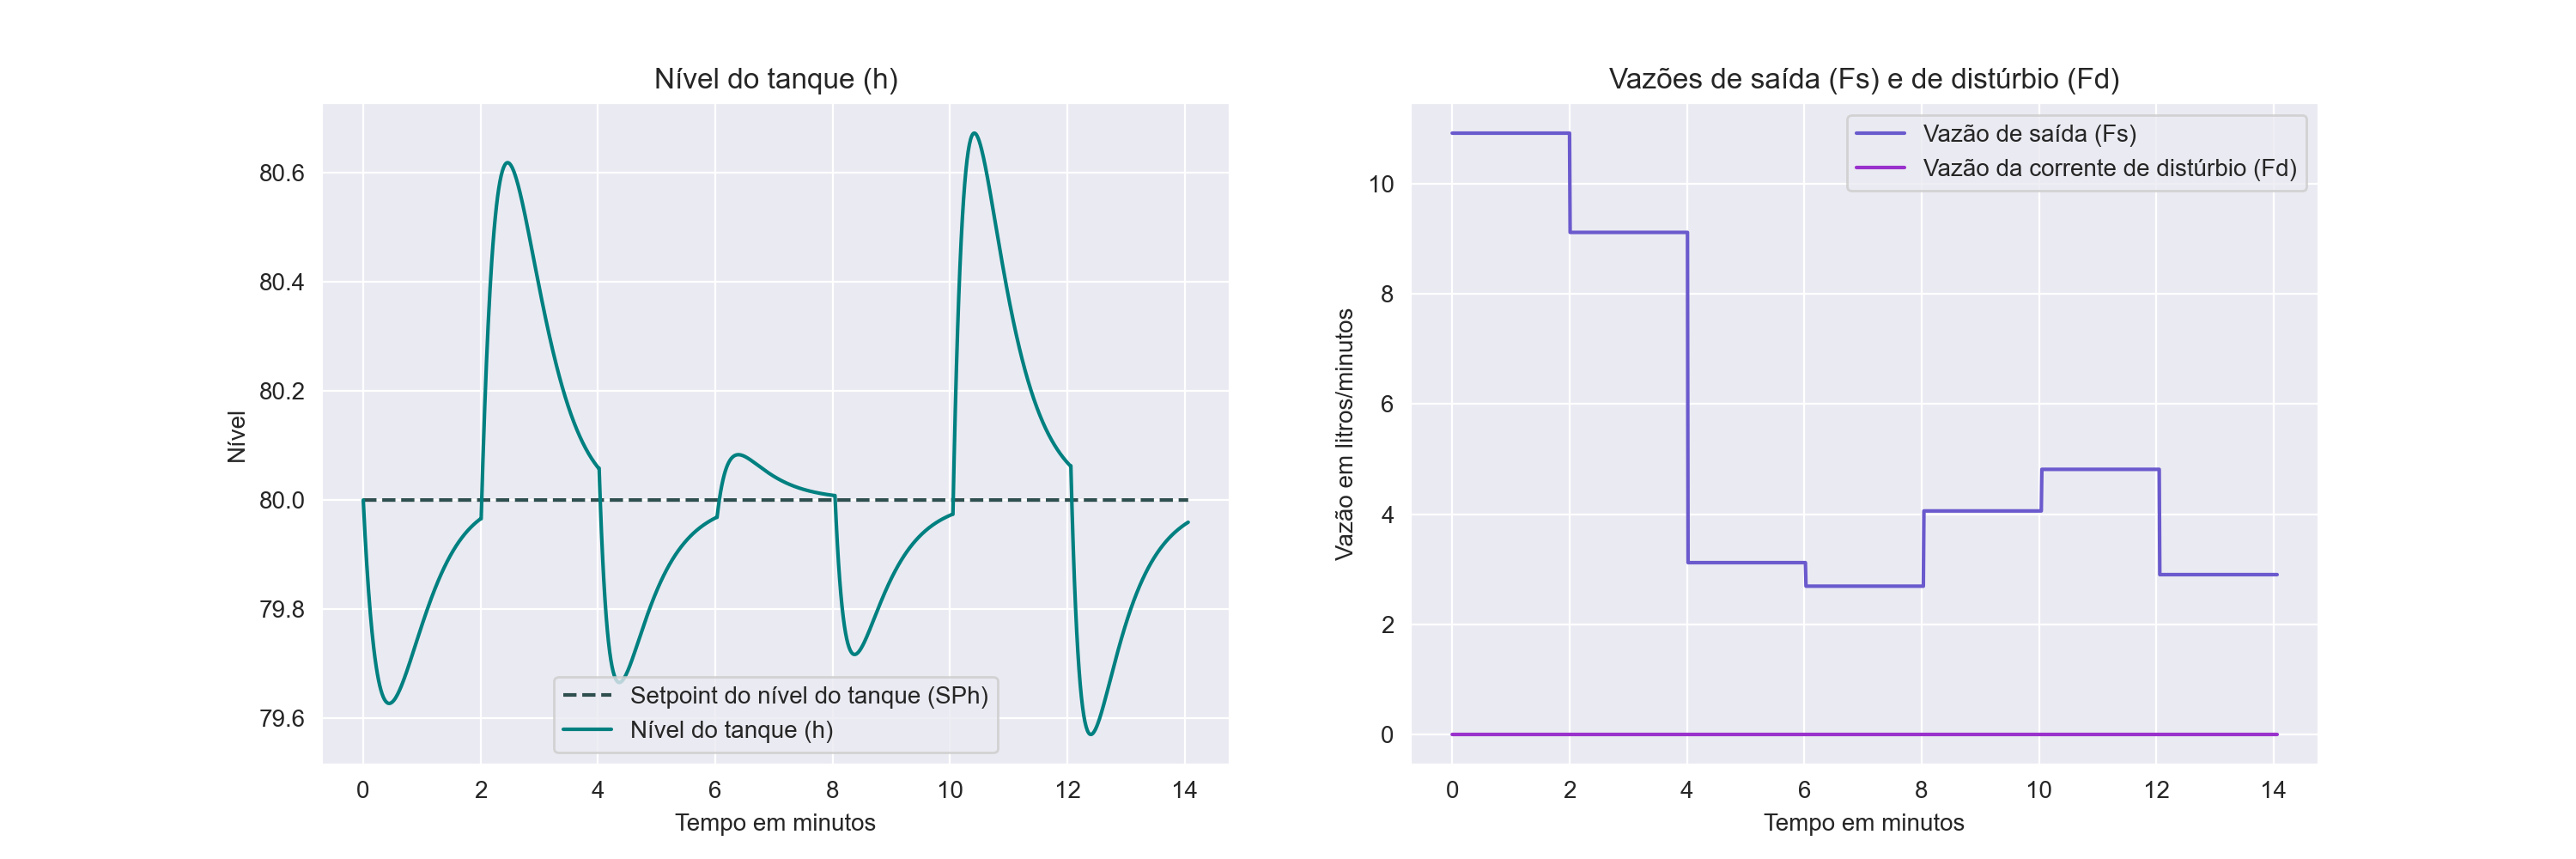 Nível do tanque (h)
Nível
80.6
80.4
80.2
80.0
79.8
79.6
Setpoint do nível do tanque (SPh)
Nível do tanque (h)
0 2 4 6 8 10 12 14
Tempo em minutos
Vazões de saída (Fs) e de distúrbio (Fd)
Vazão em litros/minutos
10
8
6
4
2
0
Vazão de saída (Fs)
Vazão da corrente de distúrbio (Fd)
0 2 4 6 8 10 12 14
Tempo em minutos